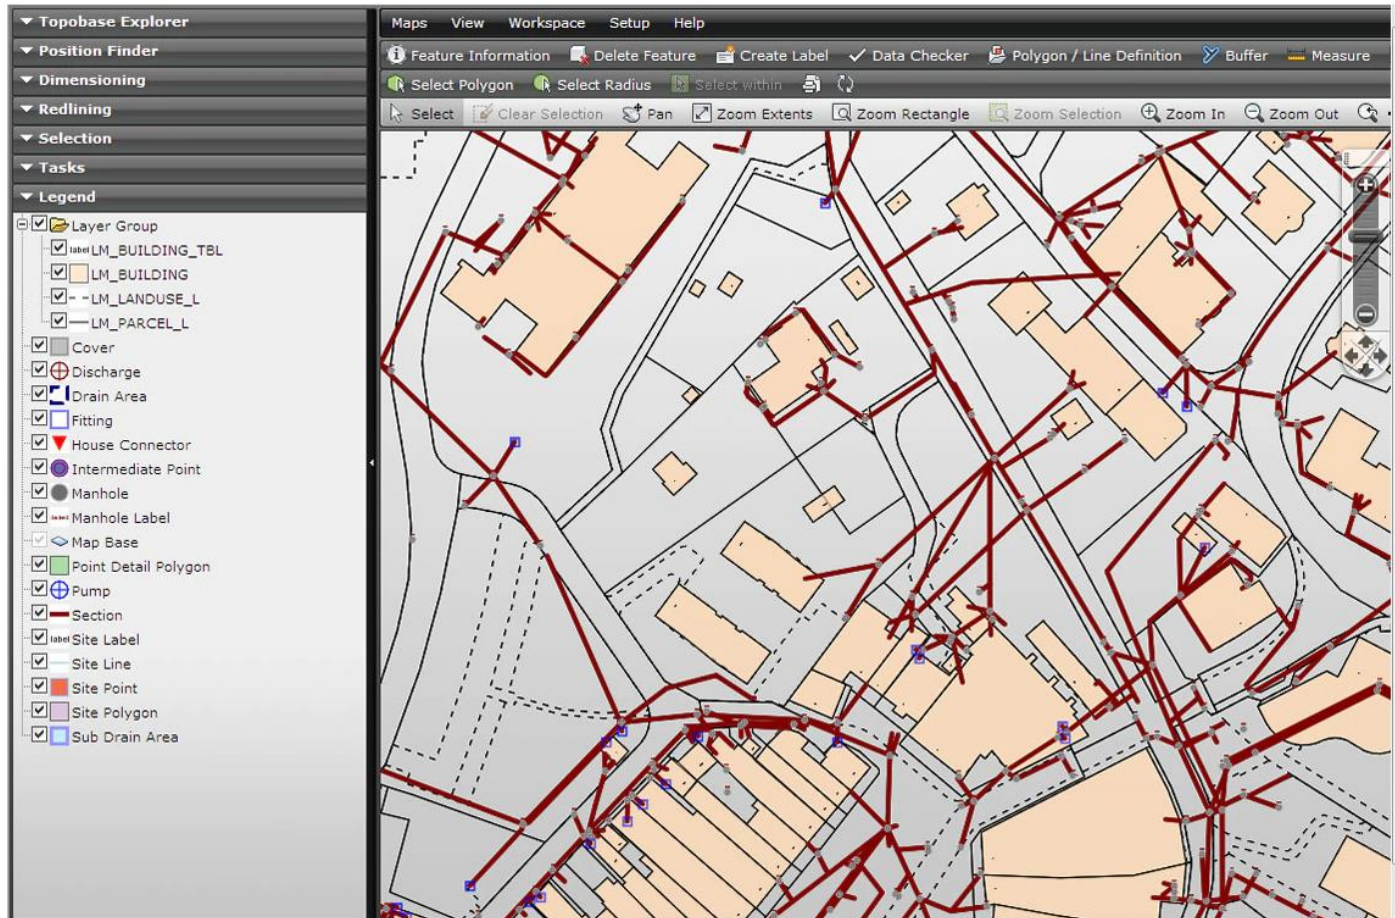 Topobase Explorer
Position Finder
Dimensioning
Redlining
Selection
Tasks
Legend
Layer Group
label LM_BUILDING_TBL
LM_BUILDING
LM_LANDUSE_L
LM_PARCEL_L
Cover
Discharge
Drain Area
Fitting
House Connector
Intermediate Point
Manhole
Manhole Label
Map Base
Point Detail Polygon
Pump
Section
label Site Label
Site Line
Site Point
Site Polygon
Sub Drain Area
Maps View Workspace Setup Help
Feature Information Delete Feature Create Label Data Checker Polygon / Line Definition Buffer Measure
Select Polygon Select Radius Select within
Select Clear Selection Pan Zoom Extents Zoom Rectangle Zoom Selection Zoom In Zoom Out